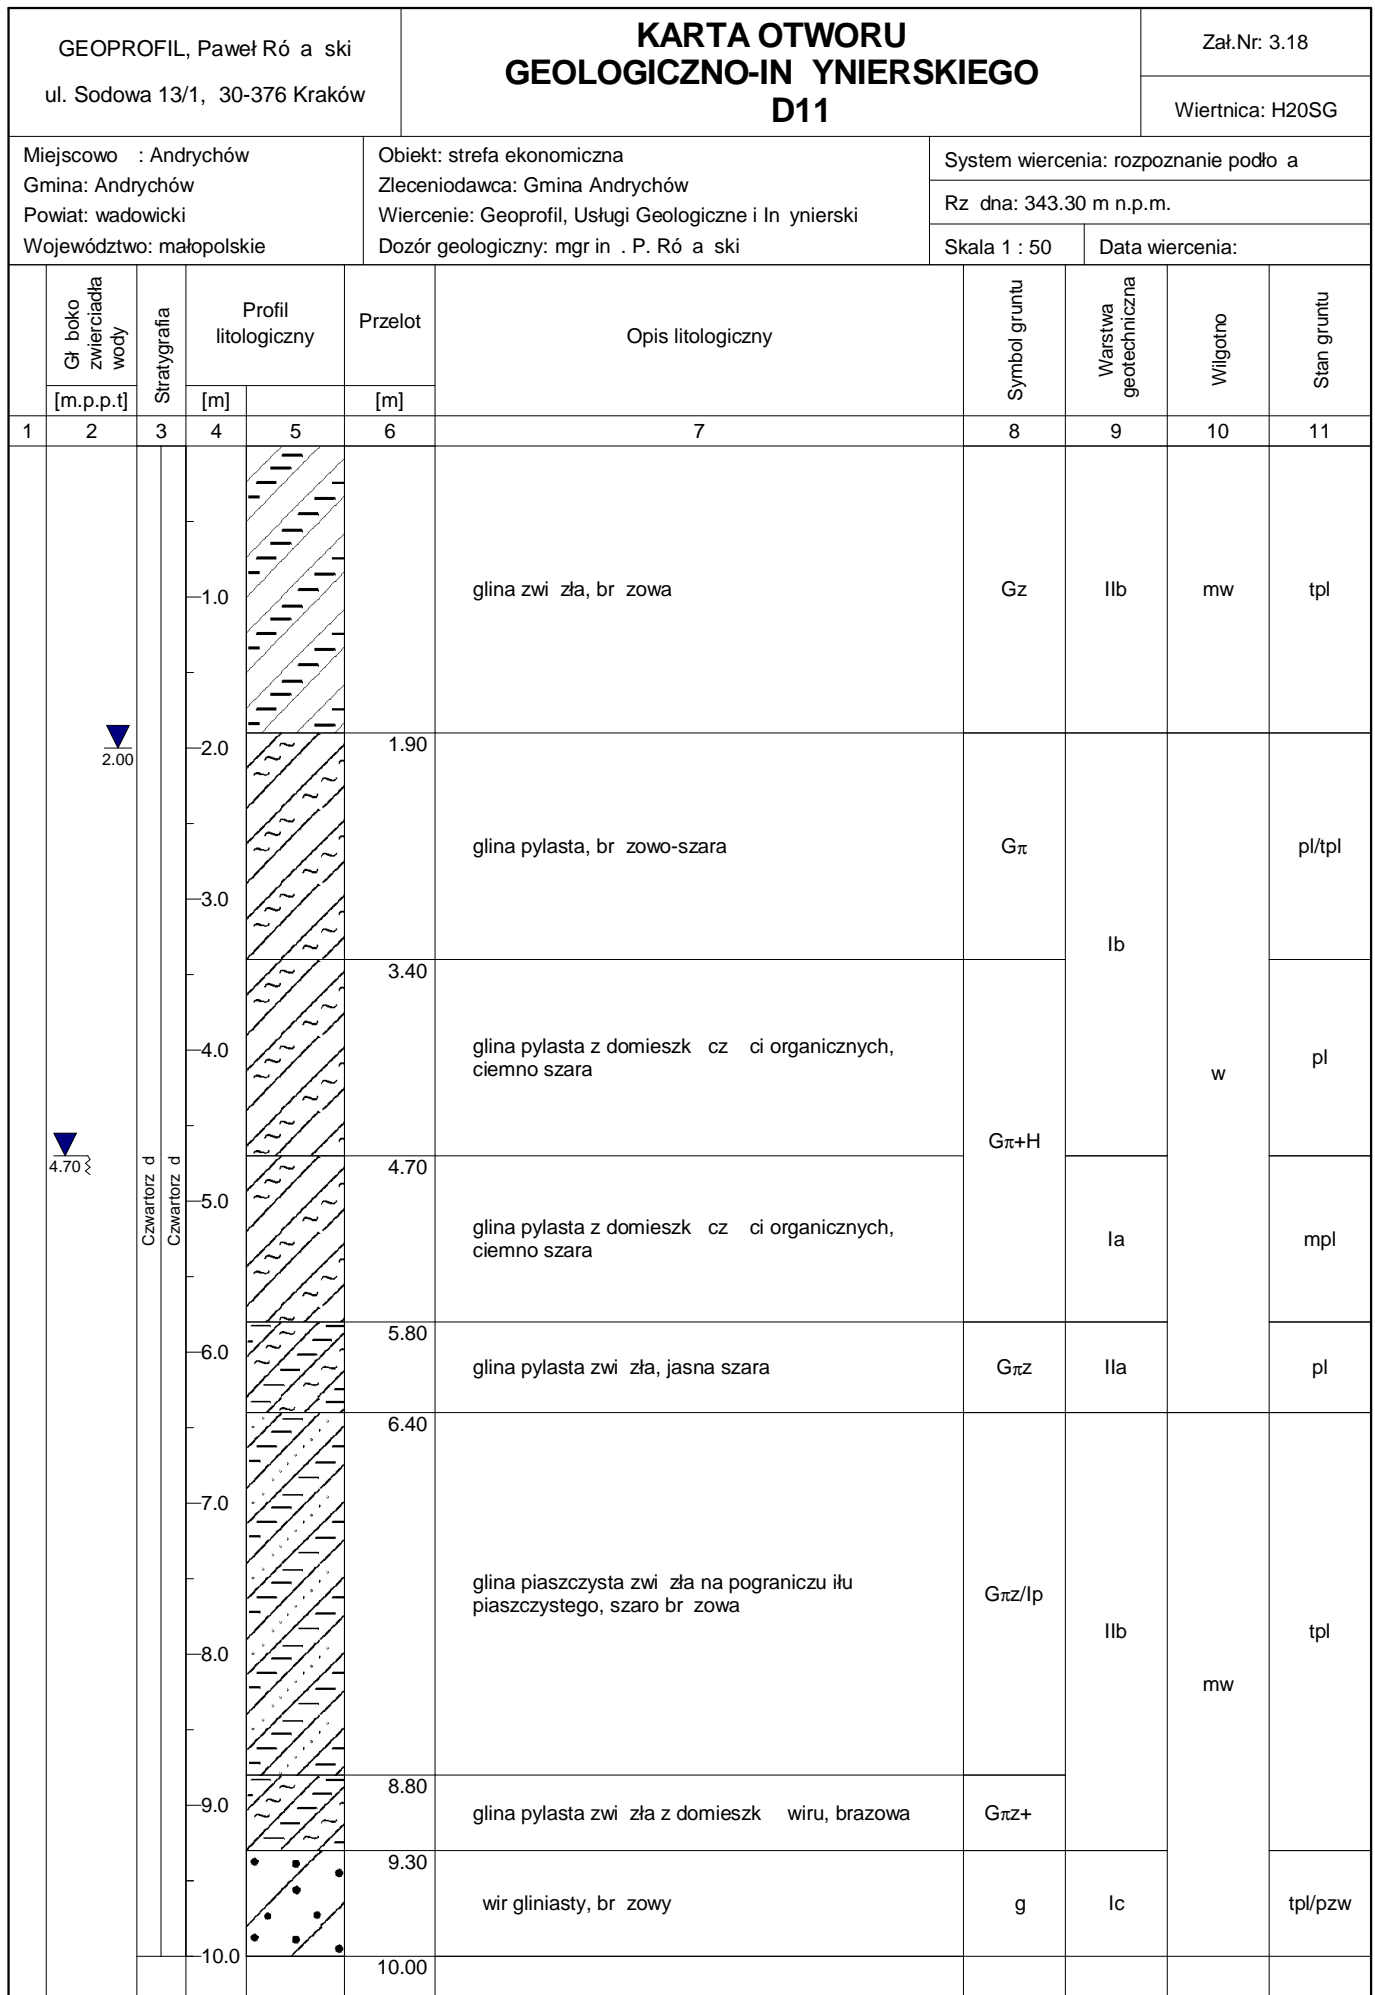 GEOPROFIL, Paweł Ró a ski
ul. Sodowa 13/1, 30-376 Kraków
KARTA OTWORU
GEOLOGICZNO-IN YNIERSKIEGO
D11
Zał.Nr: 3.18
Wiertnica: H20SG
Miejscowo : Andrychów
Gmina: Andrychów
Powiat: wadowicki
Województwo: małopolskie
Obiekt: strefa ekonomiczna
Zleceniodawca: Gmina Andrychów
Wiercenie: Geoprofil, Usługi Geologiczne i In ynierski
Dozór geologiczny: mgr in . P. Ró a ski
System wiercenia: rozpoznanie podło a
Rz dna: 343.30 m n.p.m.
Skala 1 : 50
Data wiercenia:
Gł boko
zwierciadła
wody
[m.p.p.t]
Stratygrafia
Profil
litologiczny
[m]
Przelot
[m]
Opis litologiczny
Symbol gruntu
Warstwa
geotechniczna
Wilgotno
Stan gruntu
1 2 3 4 5 6 7 8 9 10 11
1.0
glina zwi zła, br zowa
Gz
IIb
mw
tpl
2.00
2.0
1.90
glina pylasta, br zowo-szara
Gπ
pl/tpl
3.0
Ib
3.40
4.0
glina pylasta z domieszk cz ci organicznych,
ciemno szara
pl
w
Gπ+H
4.70
4.70
Czwartorz d
Czwartorz d
5.0
glina pylasta z domieszk cz ci organicznych,
ciemno szara
Ia
mpl
5.80
6.0
glina pylasta zwi zła, jasna szara
Gπz
IIa
pl
6.40
7.0
glina piaszczysta zwi zła na pograniczu iłu
piaszczystego, szaro br zowa
Gπz/Ip
IIb
tpl
8.0
mw
8.80
9.0
glina pylasta zwi zła z domieszk wiru, brazowa
Gπz+
9.30
wir gliniasty, br zowy
g
Ic
tpl/pzw
10.0
10.00